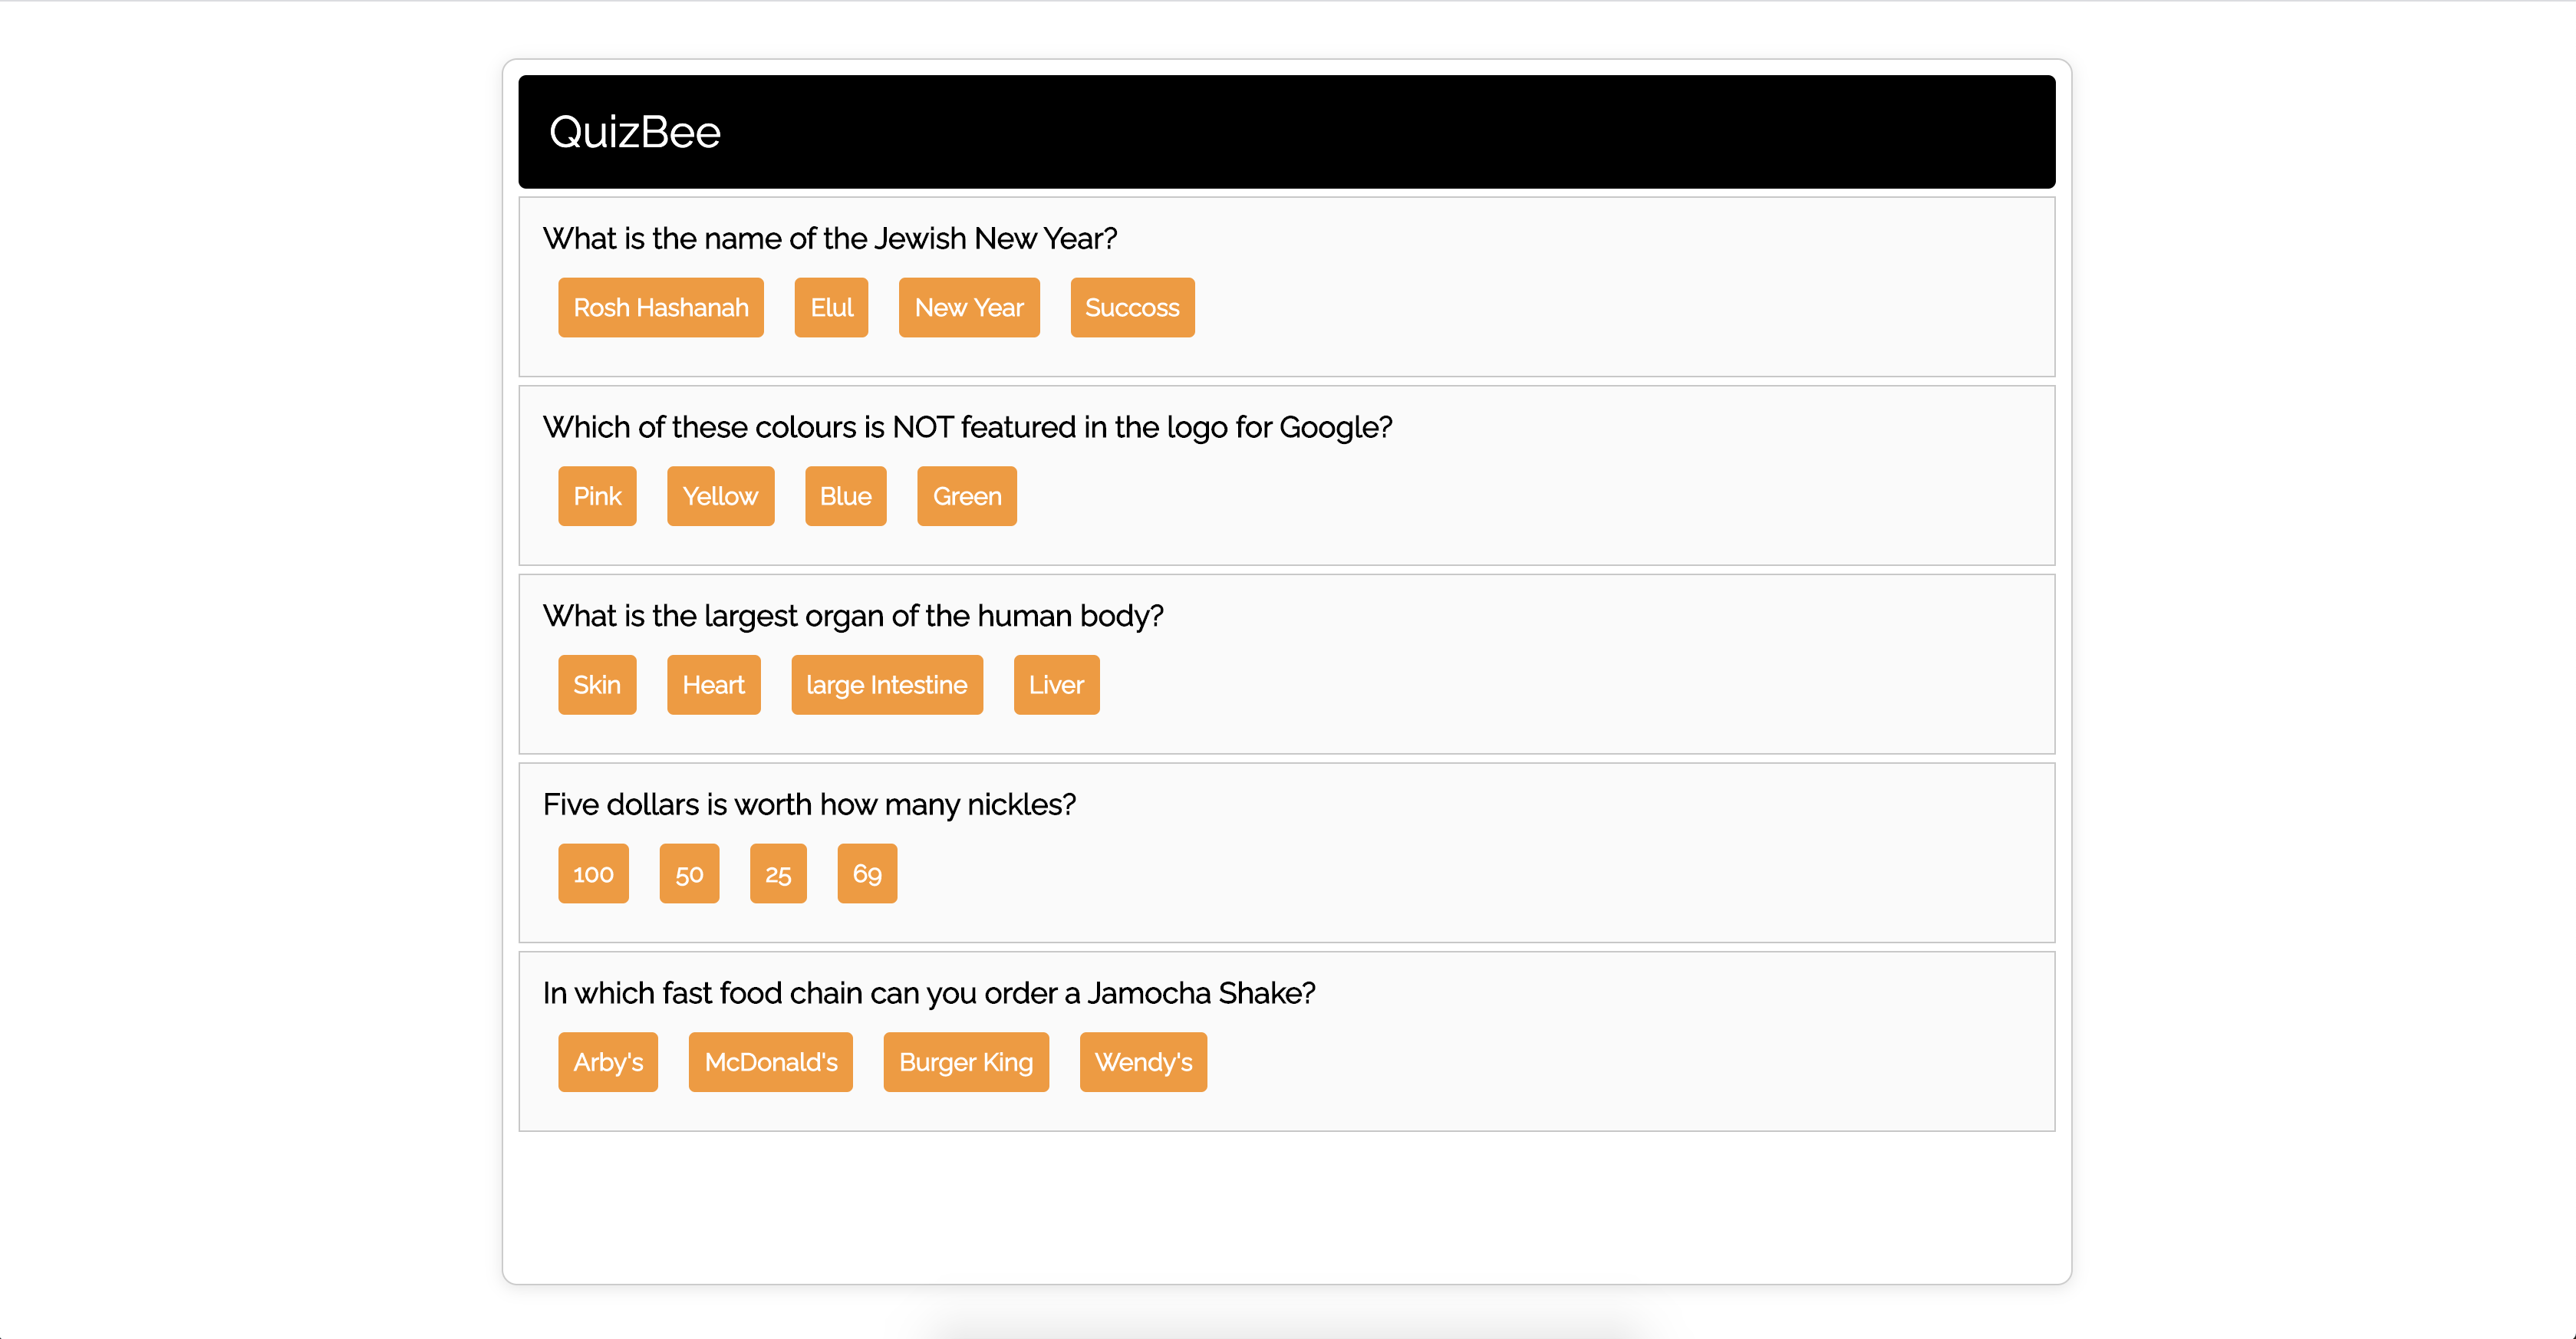 QuizBee
What is the name of the Jewish New Year?
Rosh Hashanah Elul New Year Succoss
Which of these colours is NOT featured in the logo for Google?
Pink Yellow Blue Green
What is the largest organ of the human body?
Skin Heart large Intestine Liver
Five dollars is worth how many nickles?
100 50 25 69
In which fast food chain can you order a Jamocha Shake?
Arby's McDonald's Burger King Wendy's